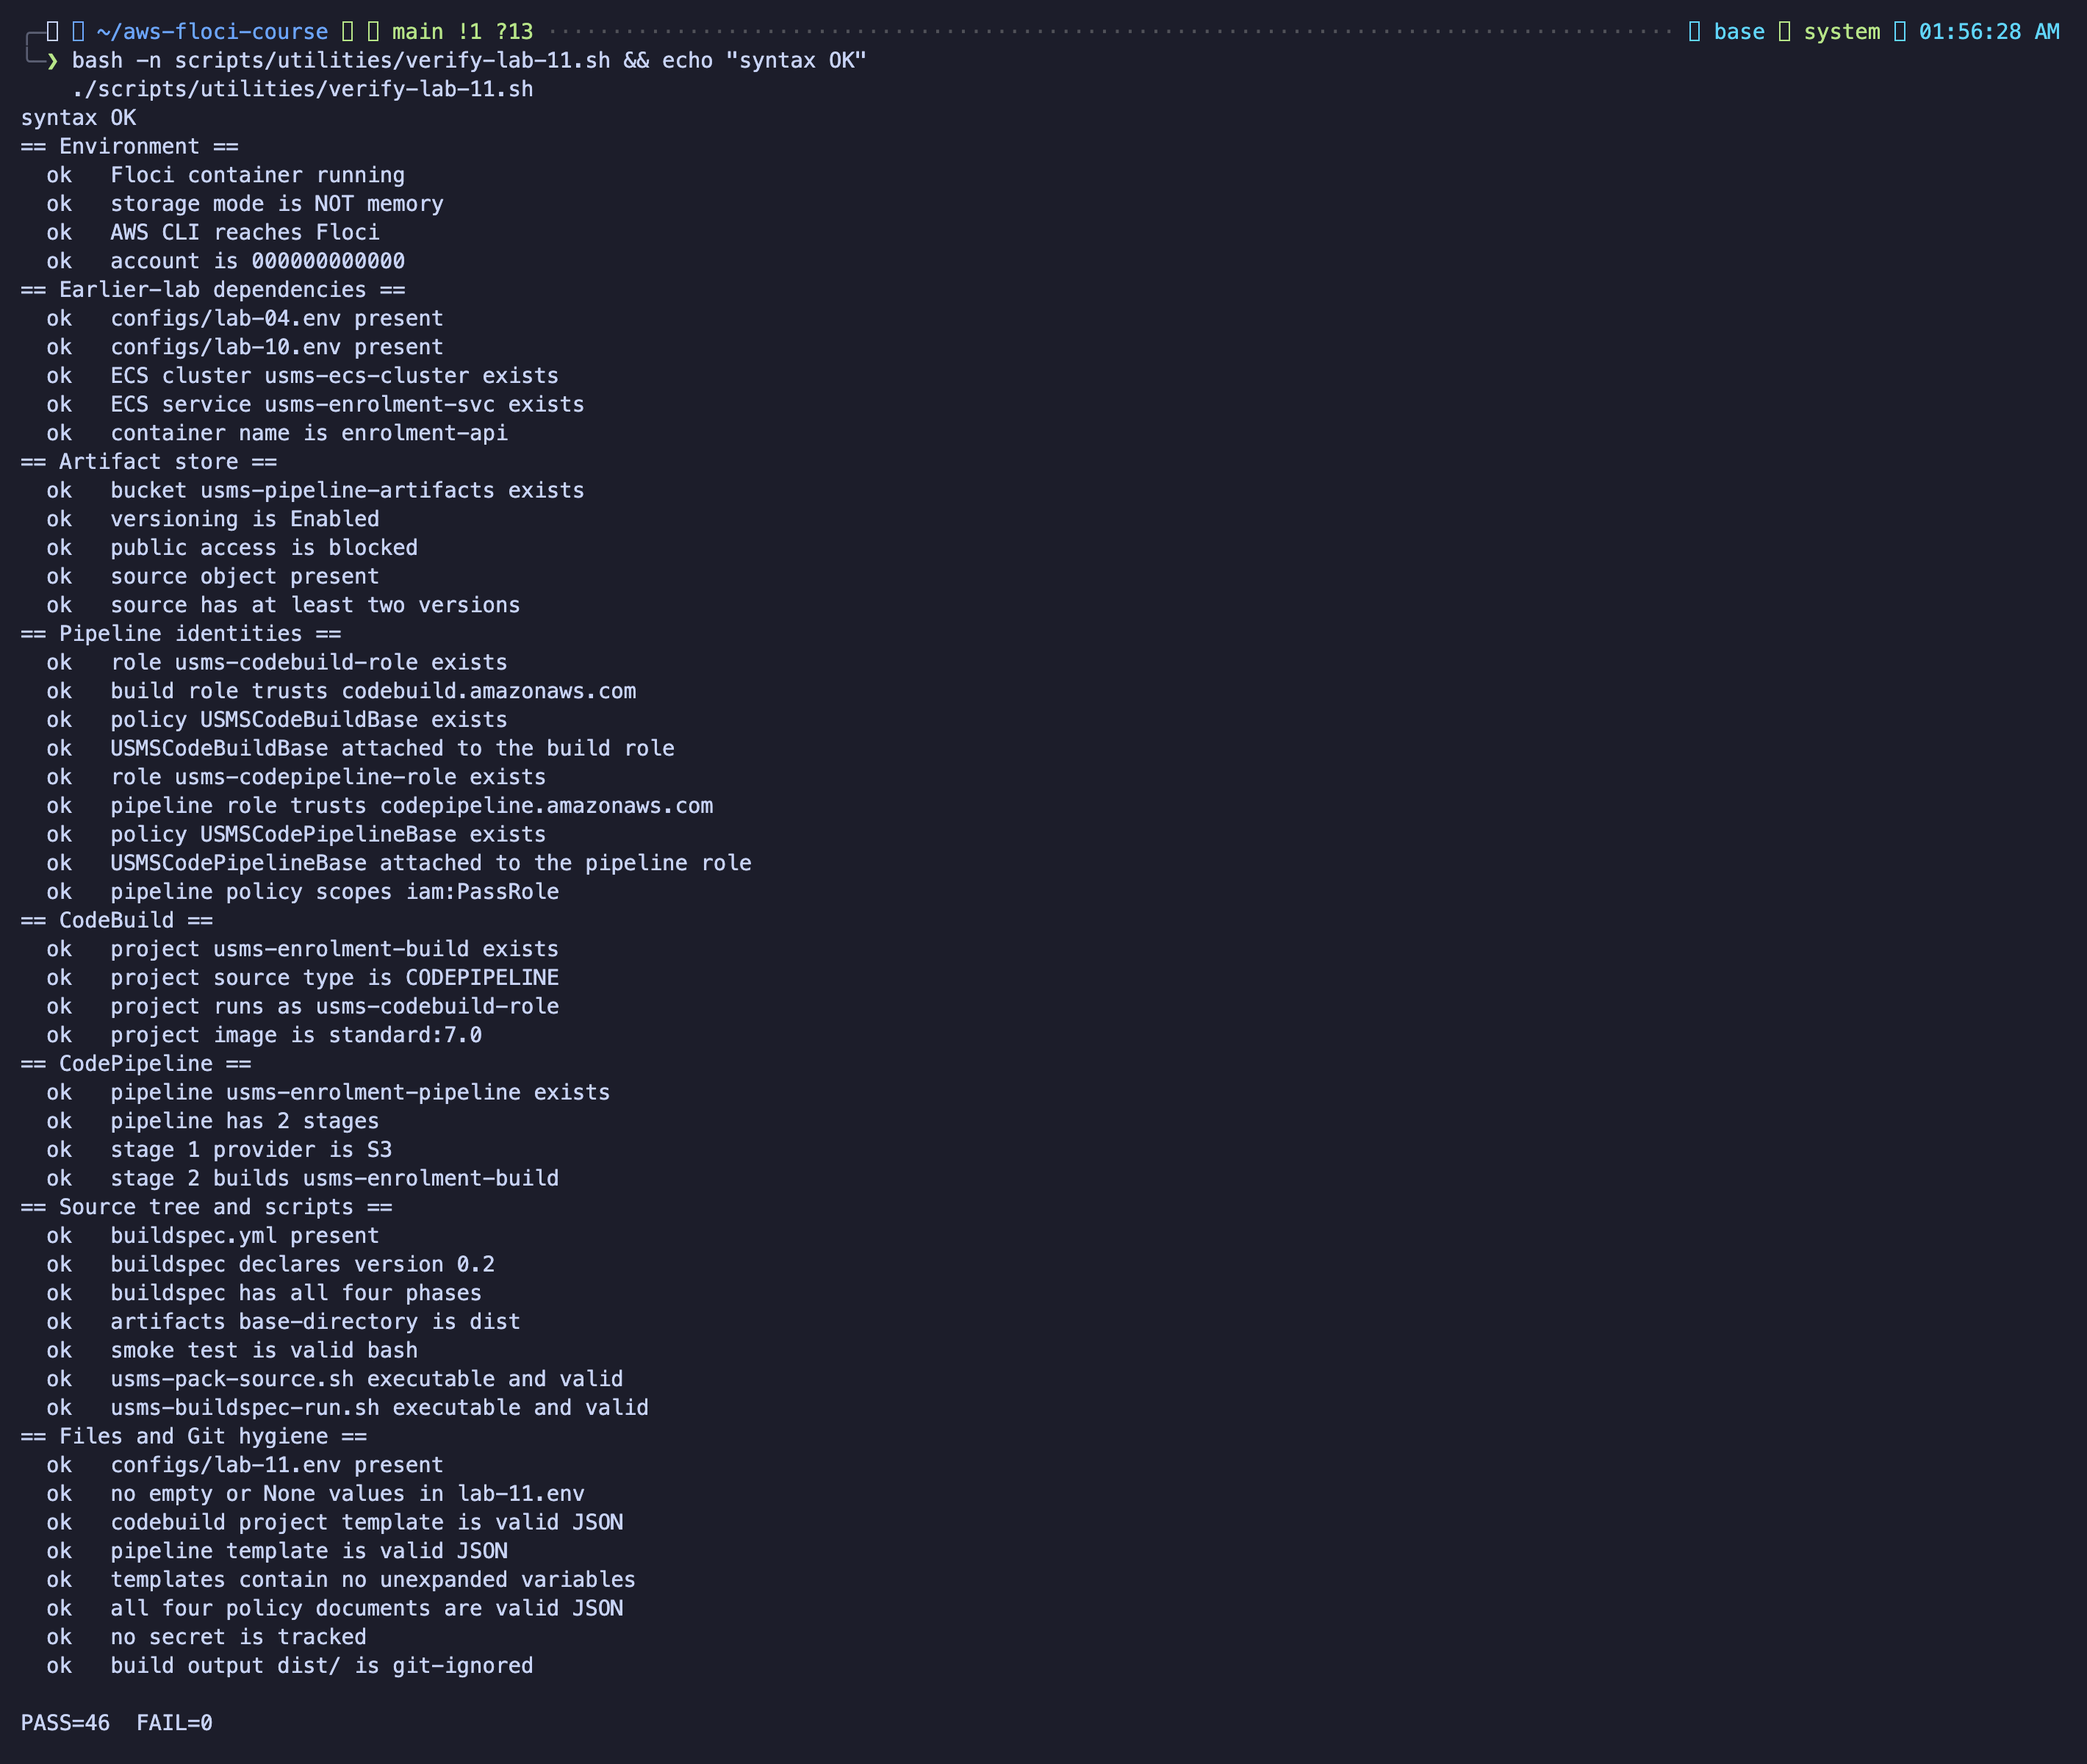 ~/aws-floci-course main !1 ?13 base system 01:56:28 AM
❯ bash -n scripts/utilities/verify-lab-11.sh && echo "syntax OK"
./scripts/utilities/verify-lab-11.sh
syntax OK
== Environment ==
ok Floci container running
ok storage mode is NOT memory
ok AWS CLI reaches Floci
ok account is 000000000000
== Earlier-lab dependencies ==
ok configs/lab-04.env present
ok configs/lab-10.env present
ok ECS cluster usms-ecs-cluster exists
ok ECS service usms-enrolment-svc exists
ok container name is enrolment-api
== Artifact store ==
ok bucket usms-pipeline-artifacts exists
ok versioning is Enabled
ok public access is blocked
ok source object present
ok source has at least two versions
== Pipeline identities ==
ok role usms-codebuild-role exists
ok build role trusts codebuild.amazonaws.com
ok policy USMSCodeBuildBase exists
ok USMSCodeBuildBase attached to the build role
ok role usms-codepipeline-role exists
ok pipeline role trusts codepipeline.amazonaws.com
ok policy USMSCodePipelineBase exists
ok USMSCodePipelineBase attached to the pipeline role
ok pipeline policy scopes iam:PassRole
== CodeBuild ==
ok project usms-enrolment-build exists
ok project source type is CODEPIPELINE
ok project runs as usms-codebuild-role
ok project image is standard:7.0
== CodePipeline ==
ok pipeline usms-enrolment-pipeline exists
ok pipeline has 2 stages
ok stage 1 provider is S3
ok stage 2 builds usms-enrolment-build
== Source tree and scripts ==
ok buildspec.yml present
ok buildspec declares version 0.2
ok buildspec has all four phases
ok artifacts base-directory is dist
ok smoke test is valid bash
ok usms-pack-source.sh executable and valid
ok usms-buildspec-run.sh executable and valid
== Files and Git hygiene ==
ok configs/lab-11.env present
ok no empty or None values in lab-11.env
ok codebuild project template is valid JSON
ok pipeline template is valid JSON
ok templates contain no unexpanded variables
ok all four policy documents are valid JSON
ok no secret is tracked
ok build output dist/ is git-ignored
PASS=46 FAIL=0